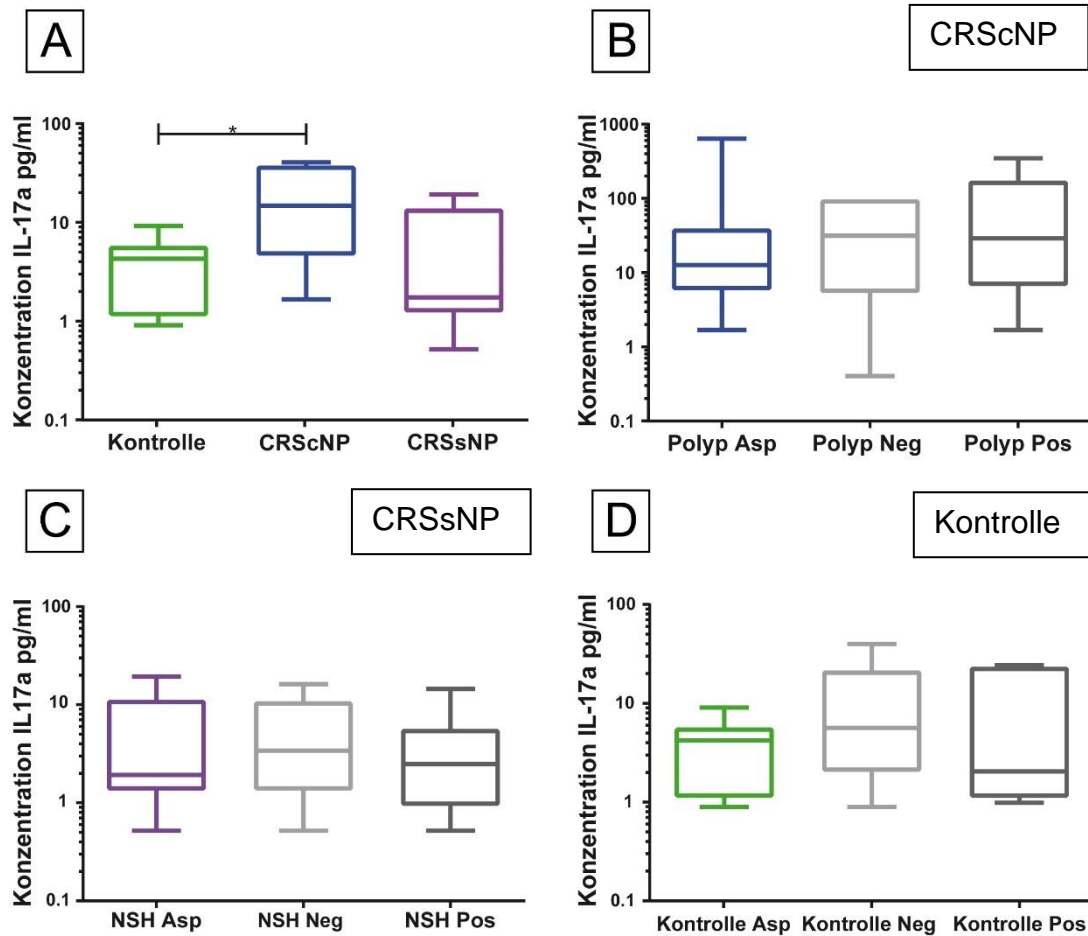 A
Konzentration IL-17a pg/ml
100
10
1
0.1
*
Kontrolle CRScNP CRSsNP
B
CRScNP
Konzentration IL-17a pg/ml
1000
100
10
1
0.1
Polyp Asp Polyp Neg Polyp Pos
C
CRSsNP
Konzentration IL17a pg/ml
100
10
1
0.1
NSH Asp NSH Neg NSH Pos
D
Kontrolle
Konzentration IL-17a pg/ml
100
10
1
0.1
Kontrolle Asp Kontrolle Neg Kontrolle Pos